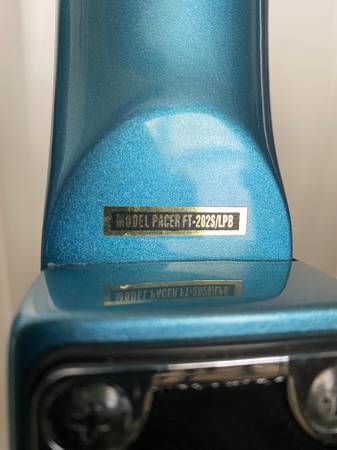 MODEL PACER FT-202S/LPB